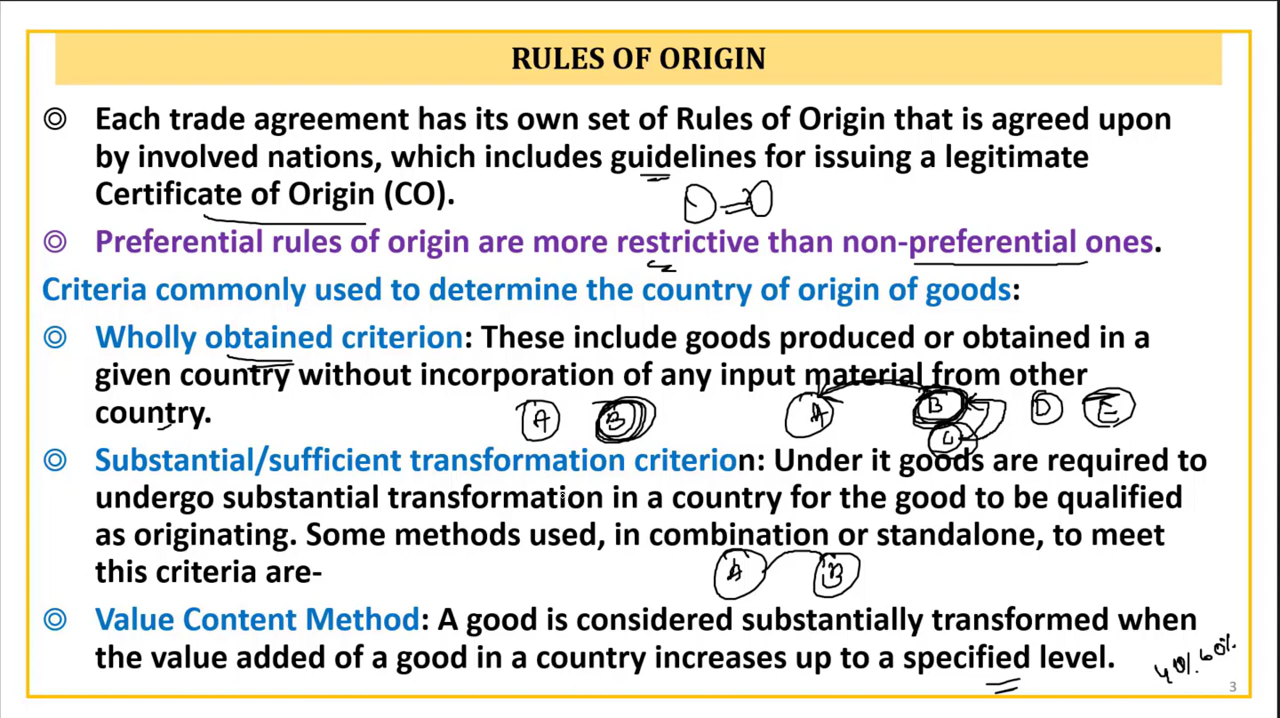 RULES OF ORIGIN
◎ Each trade agreement has its own set of Rules of Origin that is agreed upon
by involved nations, which includes guidelines for issuing a legitimate
Certificate of Origin (CO).
◎ Preferential rules of origin are more restrictive than non-preferential ones.
Criteria commonly used to determine the country of origin of goods:
◎ Wholly obtained criterion: These include goods produced or obtained in a
given country without incorporation of any input material from other
country.
A B A B D E
C
◎ Substantial/sufficient transformation criterion: Under it goods are required to
undergo substantial transformation in a country for the good to be qualified
as originating. Some methods used, in combination or standalone, to meet
this criteria are-
A B
◎ Value Content Method: A good is considered substantially transformed when
the value added of a good in a country increases up to a specified level.
40%. 60%.
3